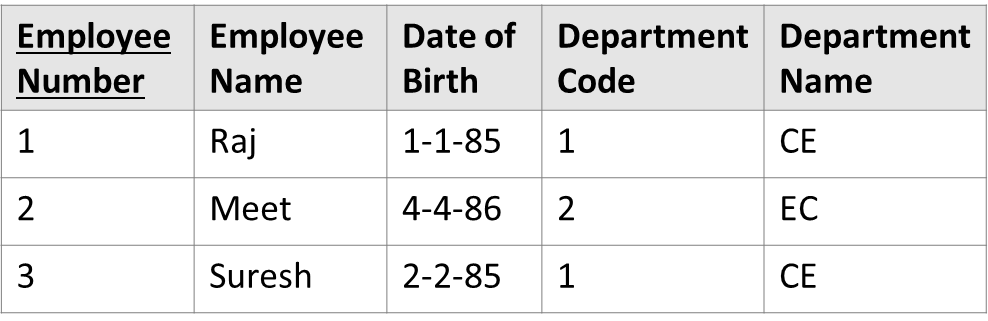 Employee Number Employee Name Date of Birth Department Code Department Name
1 Raj 1-1-85 1 CE
2 Meet 4-4-86 2 EC
3 Suresh 2-2-85 1 CE